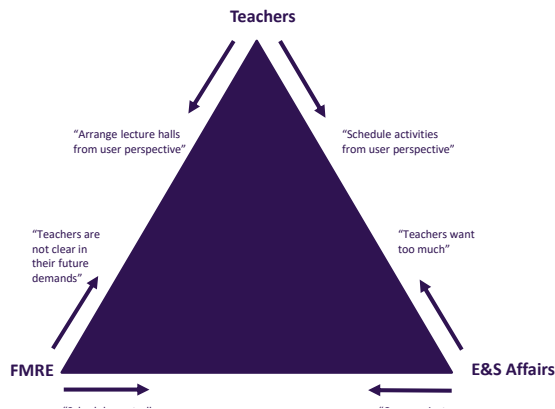 Teachers
“Arrange lecture halls
from user perspective”
“Schedule activities
from user perspective”
“Teachers are
not clear in
their future
demands”
“Teachers want
too much”
FMRE
E&S Affairs